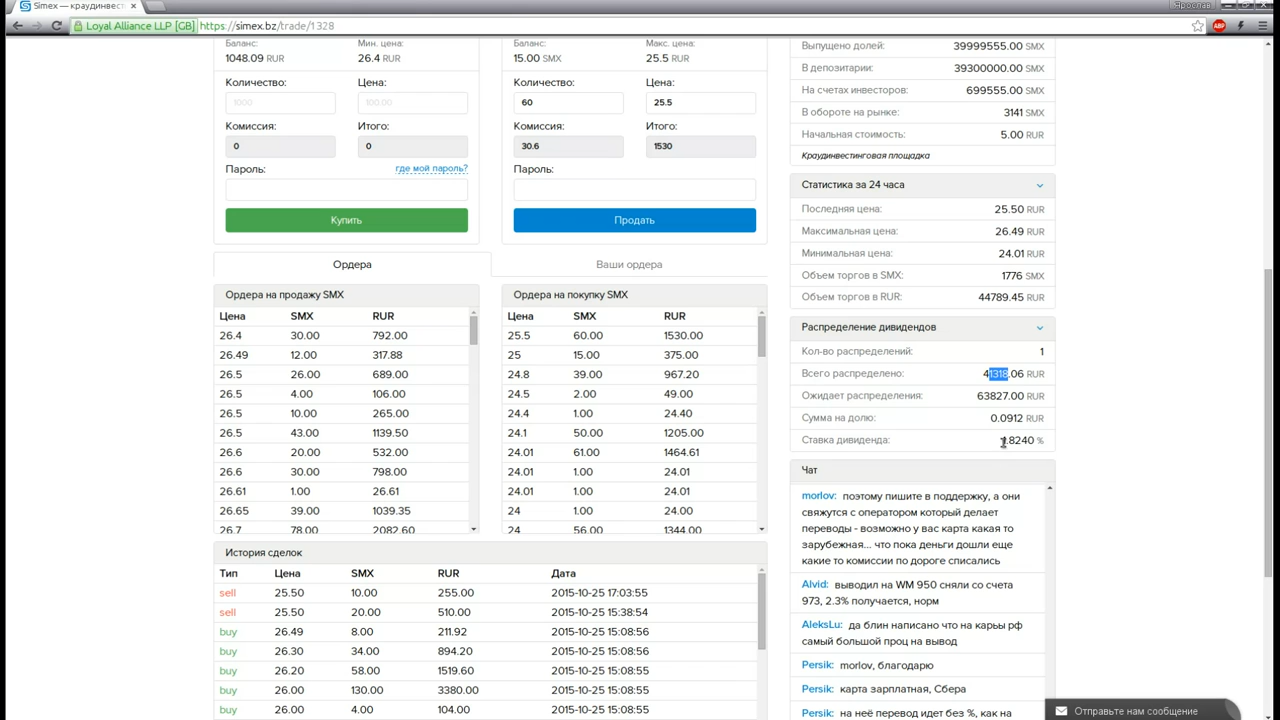 Simex — краудинвести
Ярослав
Loyal Alliance LLP [GB] https://simex.bz/trade/1328
ABP
Баланс: Мин. цена:
1048.09 RUR 26.4 RUR
Количество: Цена:
1000 100.00
Комиссия: Итого:
0 0
Пароль: где мой пароль?
Купить
Баланс: Макс. цена:
15.00 SMX 25.5 RUR
Количество: Цена:
60 25.5
Комиссия: Итого:
30.6 1530
Пароль:
Продать
Ордера Ваши ордера
Ордера на продажу SMX
Цена SMX RUR
26.4 30.00 792.00
26.49 12.00 317.88
26.5 26.00 689.00
26.5 4.00 106.00
26.5 10.00 265.00
26.5 43.00 1139.50
26.6 20.00 532.00
26.6 30.00 798.00
26.61 1.00 26.61
26.65 39.00 1039.35
26.7 78.00 2082.60
Ордера на покупку SMX
Цена SMX RUR
25.5 60.00 1530.00
25 15.00 375.00
24.8 39.00 967.20
24.5 2.00 49.00
24.4 1.00 24.40
24.1 50.00 1205.00
24.01 61.00 1464.61
24.01 1.00 24.01
24.01 1.00 24.01
24 1.00 24.00
24 56.00 1344.00
История сделок
Тип Цена SMX RUR Дата
sell 25.50 10.00 255.00 2015-10-25 17:03:55
sell 25.50 20.00 510.00 2015-10-25 15:38:54
buy 26.49 8.00 211.92 2015-10-25 15:08:56
buy 26.30 34.00 894.20 2015-10-25 15:08:56
buy 26.20 58.00 1519.60 2015-10-25 15:08:55
buy 26.00 130.00 3380.00 2015-10-25 15:08:55
buy 26.00 4.00 104.00 2015-10-25 15:08:55
Выпущено долей: 39999555.00 SMX
В депозитарии: 39300000.00 SMX
На счетах инвесторов: 699555.00 SMX
В обороте на рынке: 3141 SMX
Начальная стоимость: 5.00 RUR
Краудинвестинговая площадка
Статистика за 24 часа
Последняя цена: 25.50 RUR
Максимальная цена: 26.49 RUR
Минимальная цена: 24.01 RUR
Объем торгов в SMX: 1776 SMX
Объем торгов в RUR: 44789.45 RUR
Распределение дивидендов
Кол-во распределений: 1
Всего распределено: 41318.06 RUR
Ожидает распределения: 63827.00 RUR
Сумма на долю: 0.0912 RUR
Ставка дивиденда: 1.8240 %
Чат
morlov: поэтому пишите в поддержку, а они
свяжутся с оператором который делает
переводы - возможно у вас карта какая то
зарубежная... что пока деньги дошли еще
какие то комиссии по дороге списались
Alvid: выводил на WM 950 сняли со счета
973, 2.3% получается, норм
AleksLu: да блин написано что на карьы рф
самый большой проц на вывод
Persik: morlov, благодарю
Persik: карта зарплатная, Сбера
Persik: на неё перевод идет без %, как на
Отправьте нам сообщение